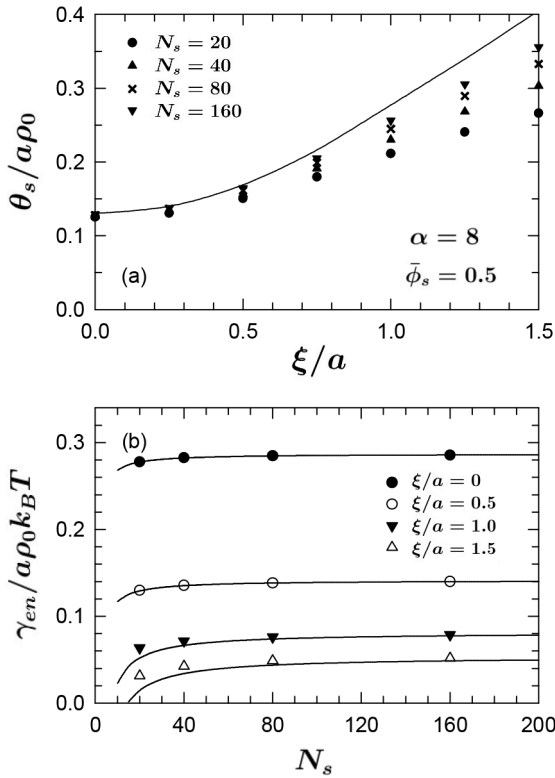 0.4
0.3
0.2
0.1
0.0
θ_s/aρ_0
N_s = 20
N_s = 40
N_s = 80
N_s = 160
α = 8
ϕ̄_s = 0.5
(a)
0.0 0.5 1.0 1.5
ξ/a
(b)
0.3
0.2
0.1
0.0
γ_en/aρ_0k_BT
ξ/a = 0
ξ/a = 0.5
ξ/a = 1.0
ξ/a = 1.5
0 40 80 120 160 200
N_s